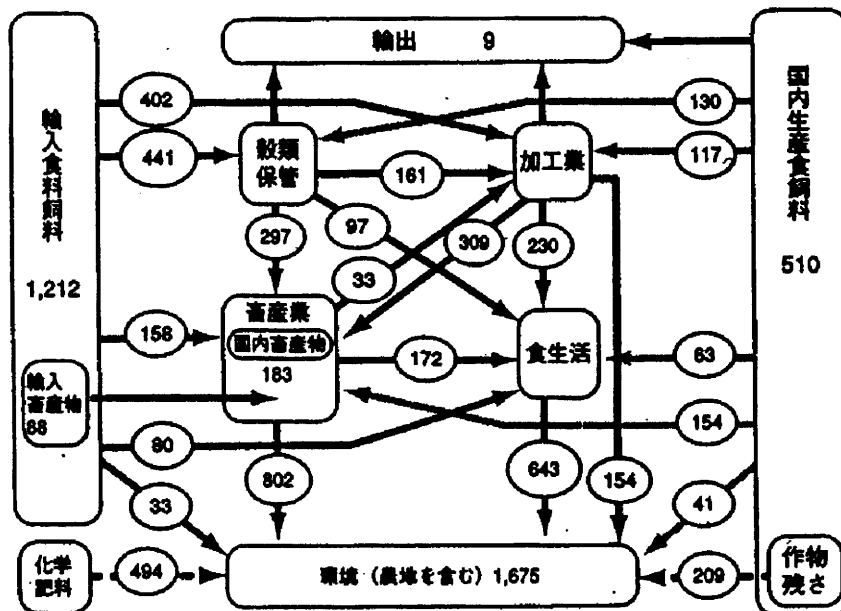 輸出 9
輸入食料飼料
1,212
国内生産食飼料
510
402
130
441
穀類
保管
加工業
117
161
297
97
33
309
230
畜産業
国内畜産物
183
食生活
158
172
63
輸入
畜産物
88
80
154
802
643
154
33
41
化学
肥料
494
環境（農地を含む）1,675
209
作物
残さ